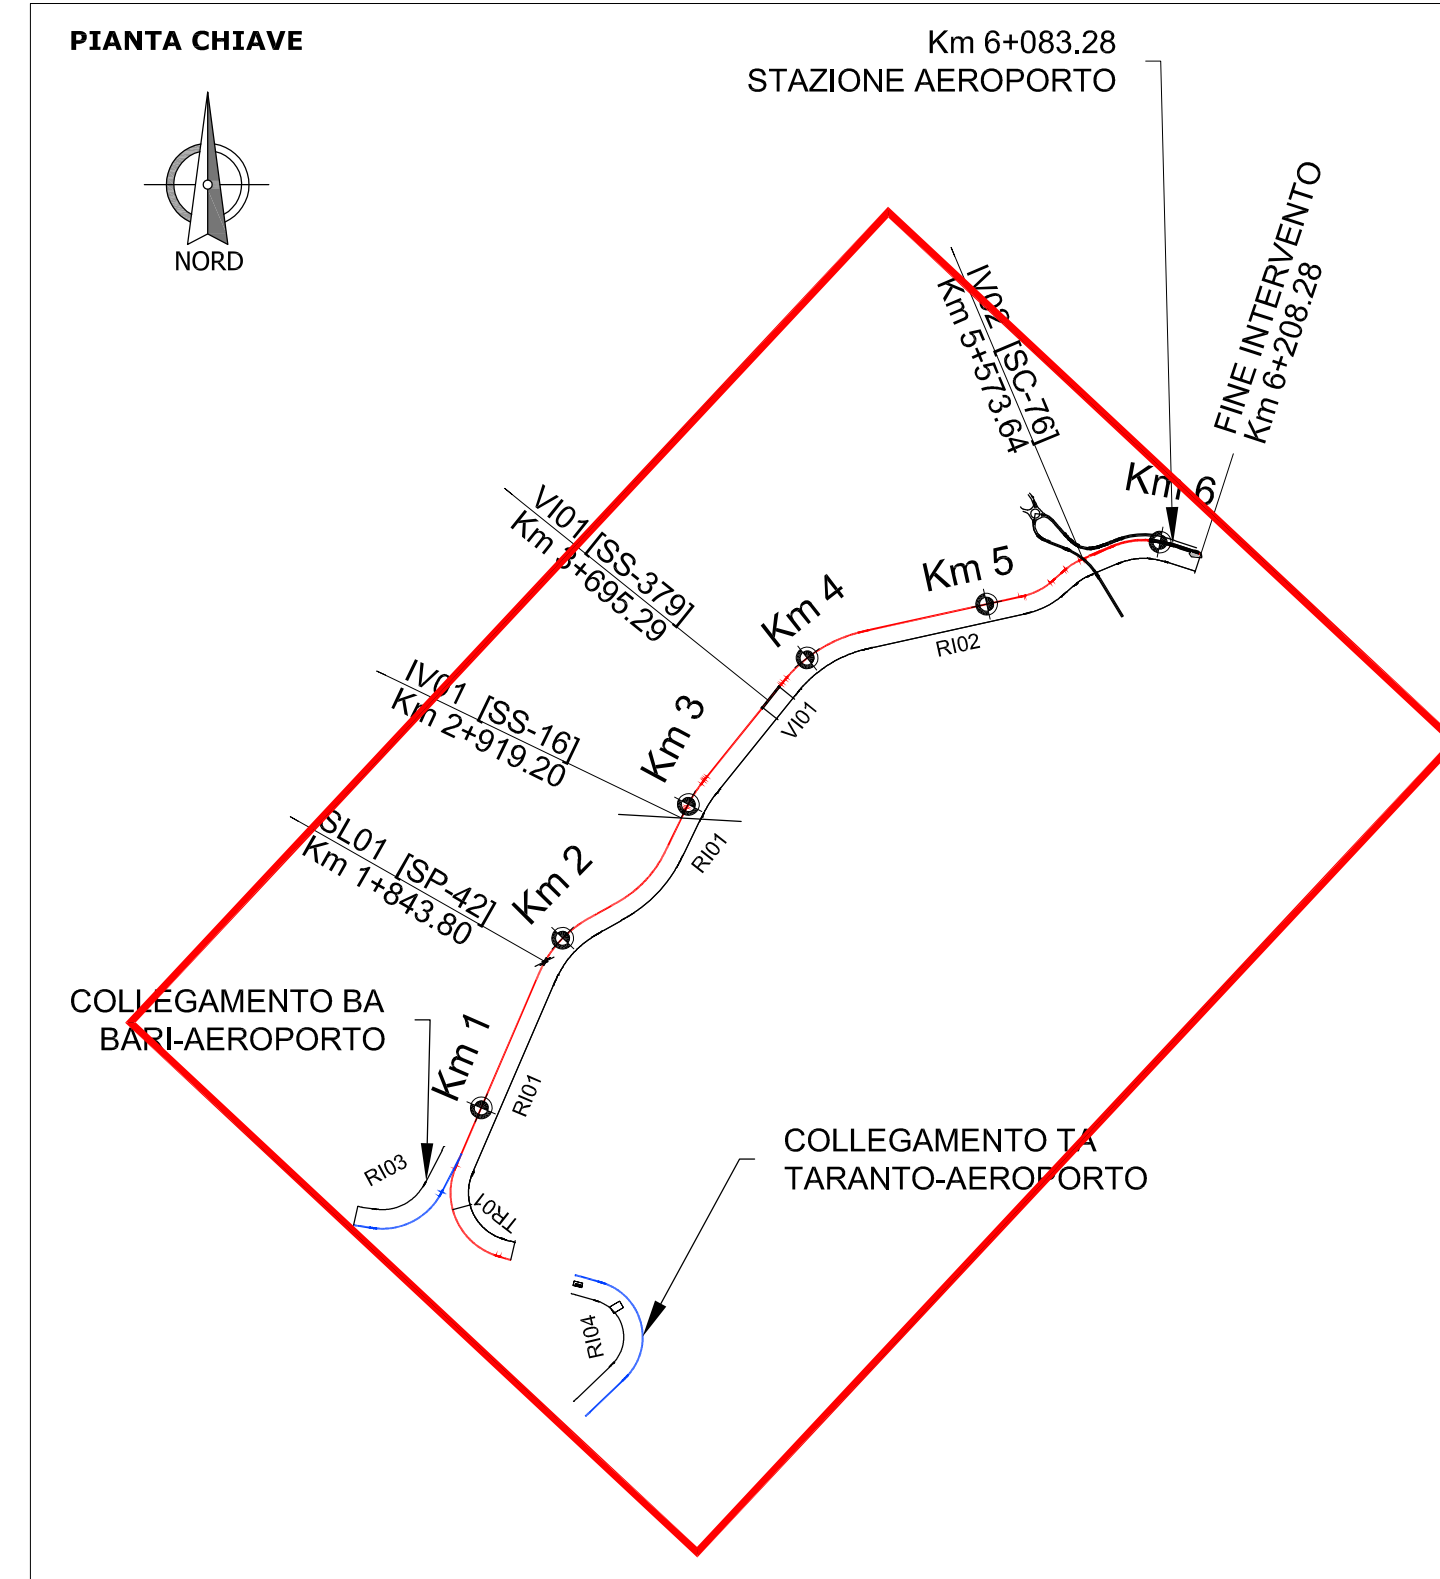 PIANTA CHIAVE
NORD
Km 6+083.28
STAZIONE AEROPORTO
FINE INTERVENTO
Km 6+208.28
IV02 [SC-76]
Km 5+573.64
Km 6
VI01 [SS-379]
Km 3+695.29
Km 5
Km 4
RI02
IV01 [SS-16]
Km 2+919.20
Km 3
VI01
SL01 [SP-42]
Km 1+843.80
Km 2
RI01
COLLEGAMENTO BA
BARI-AEROPORTO
Km 1
RI01
RI03
TR01
COLLEGAMENTO TA
TARANTO-AEROPORTO
RI04